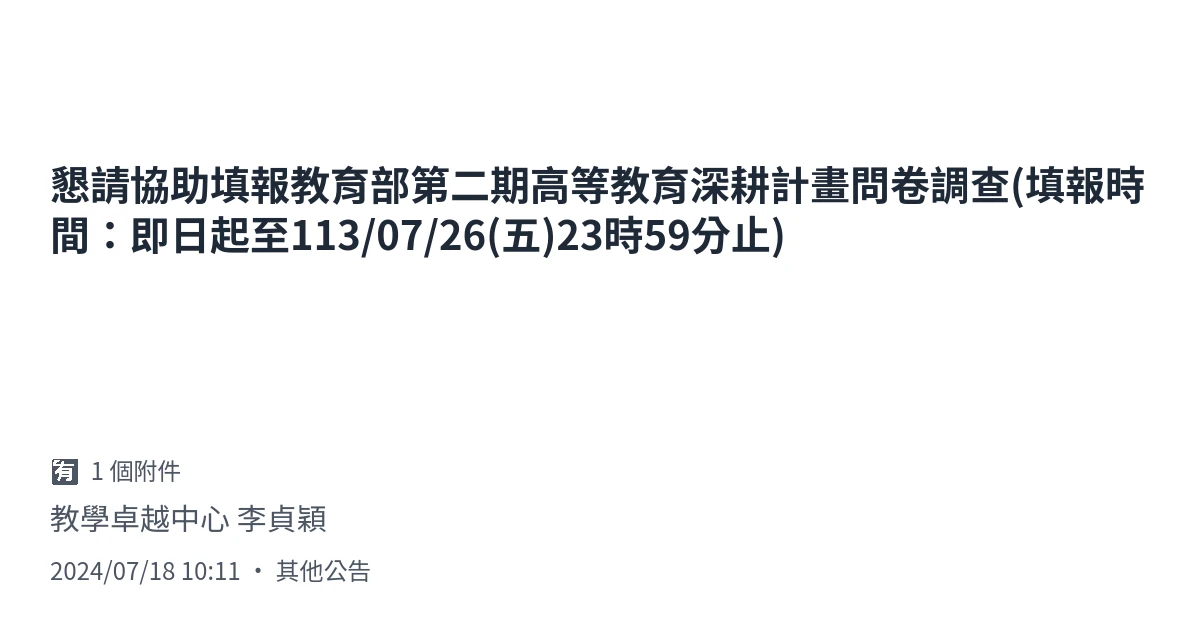 懇請協助填報教育部第二期高等教育深耕計畫問卷調查(填報時
間：即日起至113/07/26(五)23時59分止)
有 1 個附件
教學卓越中心 李貞穎
2024/07/18 10:11 ・ 其他公告